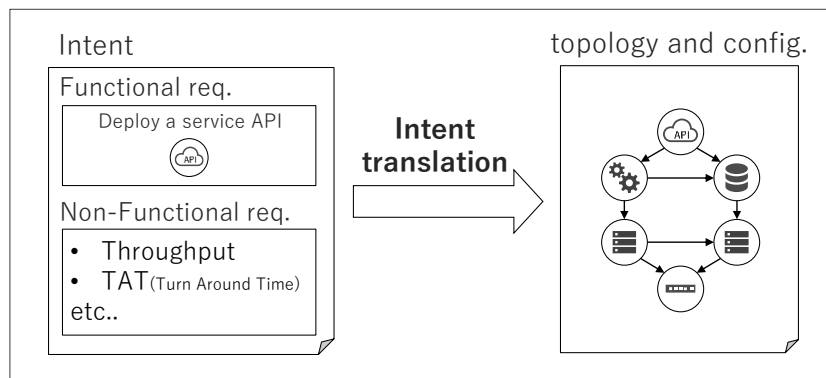 Intent
Functional req.
Deploy a service API
API
Non-Functional req.
• Throughput
• TAT(Turn Around Time)
etc..
Intent
translation
topology and config.
API